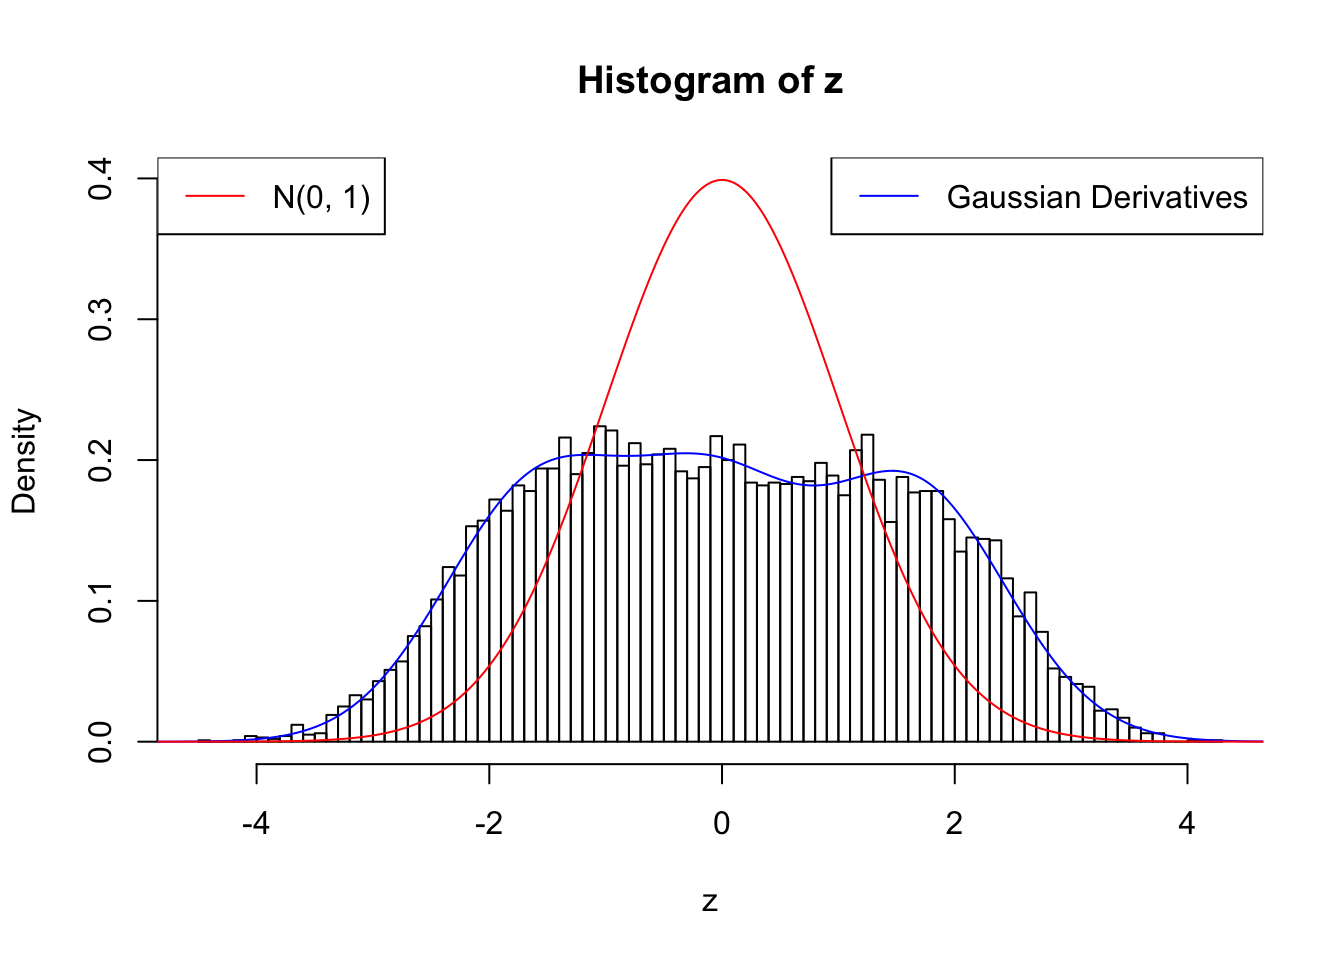 Histogram of z
N(0, 1)
Gaussian Derivatives
Density
0.4
0.3
0.2
0.1
0.0
-4 -2 0 2 4
z